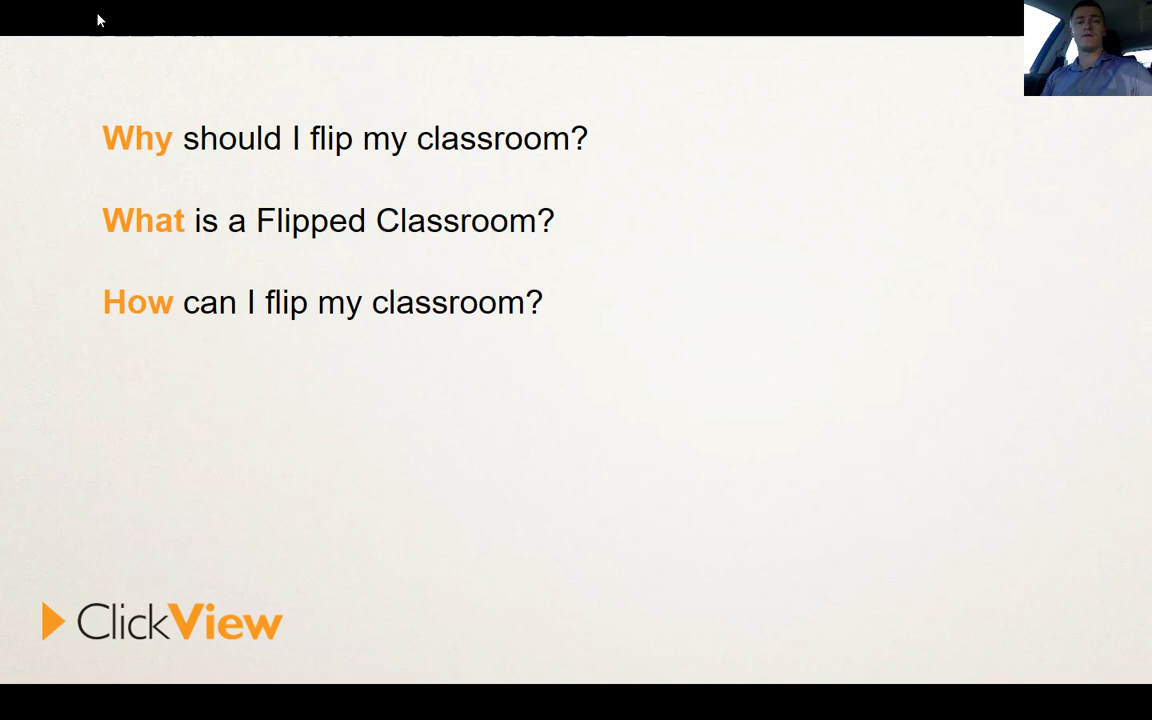 Why should I flip my classroom?
What is a Flipped Classroom?
How can I flip my classroom?
ClickView